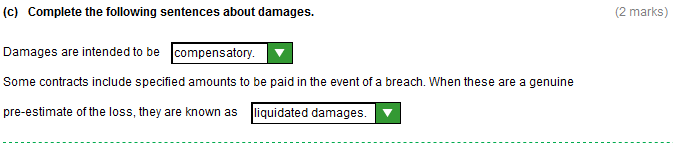 (c) Complete the following sentences about damages. (2 marks)
Damages are intended to be compensatory.
Some contracts include specified amounts to be paid in the event of a breach. When these are a genuine
pre-estimate of the loss, they are known as liquidated damages.